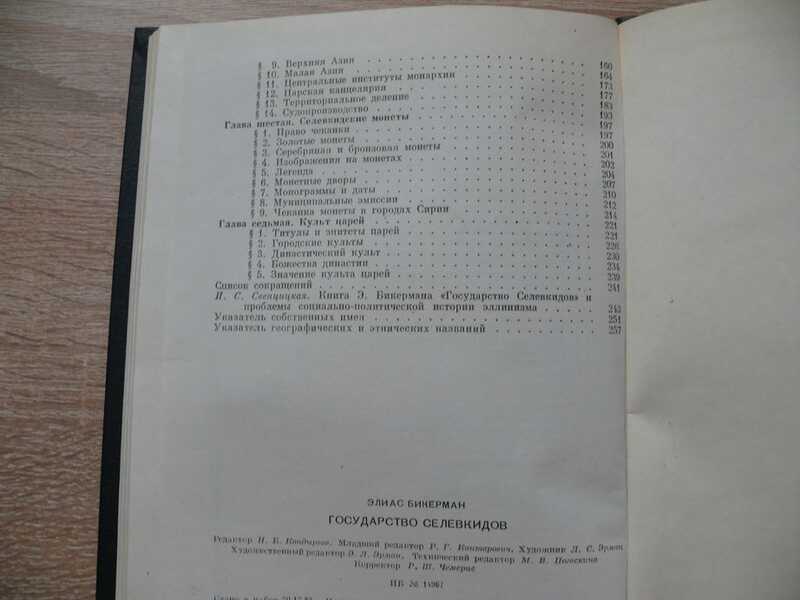 § 9. Верхняя Азия . . . 160
§ 10. Малая Азия . . . 164
§ 11. Центральные институты монархии . . . 173
§ 12. Царская канцелярия . . . 177
§ 13. Территориальное деление . . . 183
§ 14. Судопроизводство . . . 193
Глава шестая. Селевкидские монеты . . . 197
§ 1. Право чеканки . . . 197
§ 2. Золотые монеты . . . 200
§ 3. Серебряная и бронзовая монеты . . . 201
§ 4. Изображения на монетах . . . 202
§ 5. Легенда . . . 204
§ 6. Монетные дворы . . . 207
§ 7. Монограммы и даты . . . 210
§ 8. Муниципальные эмиссии . . . 212
§ 9. Чеканка монеты в городах Сирии . . . 214
Глава седьмая. Культ царей . . . 221
§ 1. Титулы и эпитеты царей . . . 221
§ 2. Городские культы . . . 226
§ 3. Династический культ . . . 230
§ 4. Божества династии . . . 234
§ 5. Значение культа царей . . . 239
Список сокращений . . . 241
И. С. Свенцицкая. Книга Э. Бикермана «Государство Селевкидов» и
проблемы социально-политической истории эллинизма . . . 243
Указатель собственных имен . . . 251
Указатель географических и этнических названий . . . 257
ЭЛИАС БИКЕРМАН
ГОСУДАРСТВО СЕЛЕВКИДОВ
Редактор Н. Б. Младший редактор Р. Г. Канторович, Художник Л. С. Эрман
Художественный редактор Э. Л. Эрман, Технический редактор М. В. Погоскина
Корректор Р. Ш. Чемерис
ИБ №